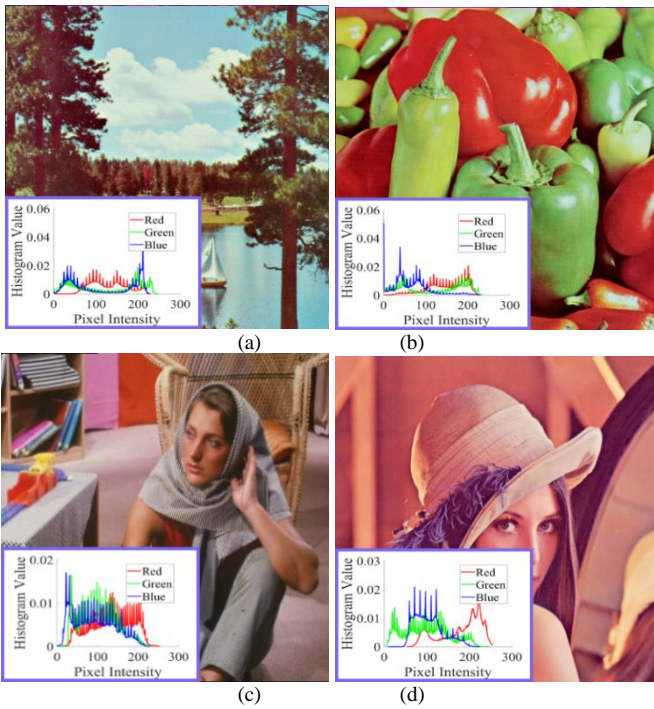 Histogram Value
0.06
0.04
0.02
0
0
100
200
300
Pixel Intensity
Red
Green
Blue
(a)
Histogram Value
0.06
0.04
0.02
0
0
100
200
300
Pixel Intensity
Red
Green
Blue
(b)
Histogram Value
0.02
0.01
0
0
100
200
300
Pixel Intensity
Red
Green
Blue
(c)
Histogram Value
0.03
0.02
0.01
0
0
100
200
300
Pixel Intensity
Red
Green
Blue
(d)